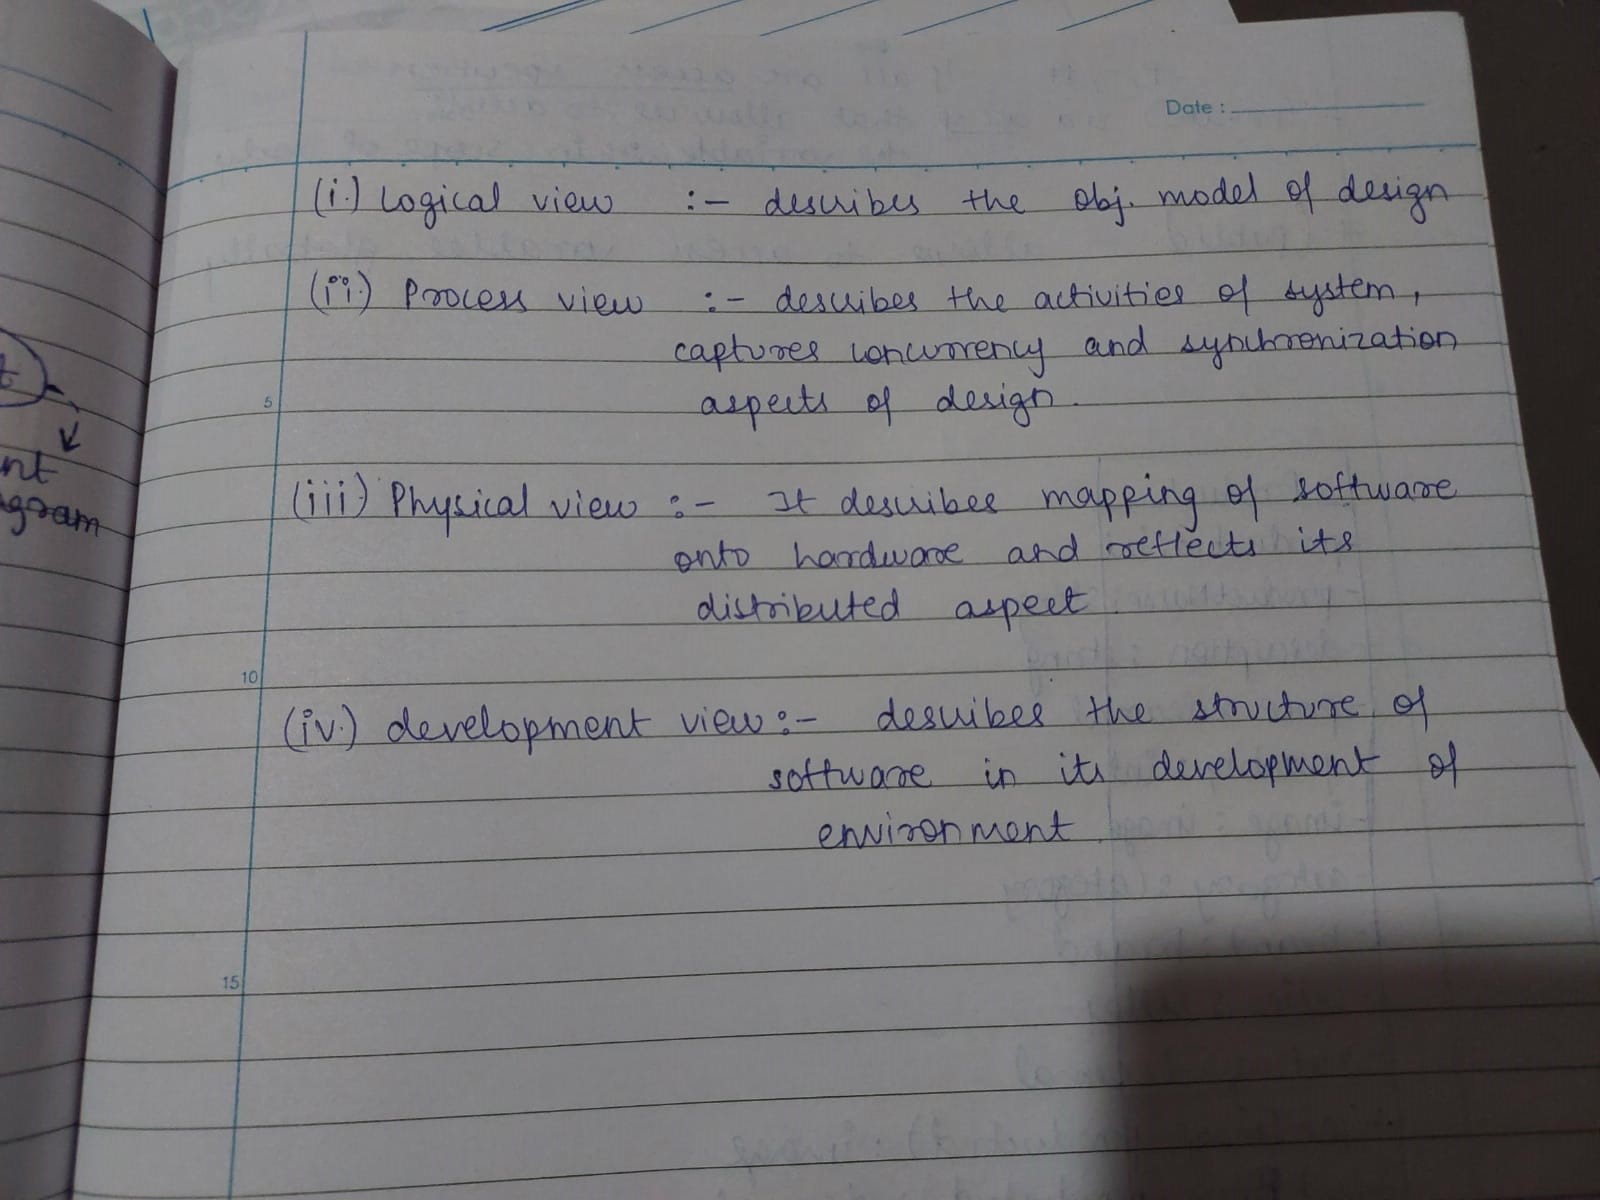 Date :
(i.) Logical view :- describes the obj. model of design
(ii.) Process view :- describes the activities of system,
captures concurrency and synchronization
5
aspects of design.
(iii.) Physical view :- It describes mapping of software
onto hardware and reflects its
distributed aspect.
10
(iv.) development view :- describes the structure of
software in its development of
environment
15
nt
gram